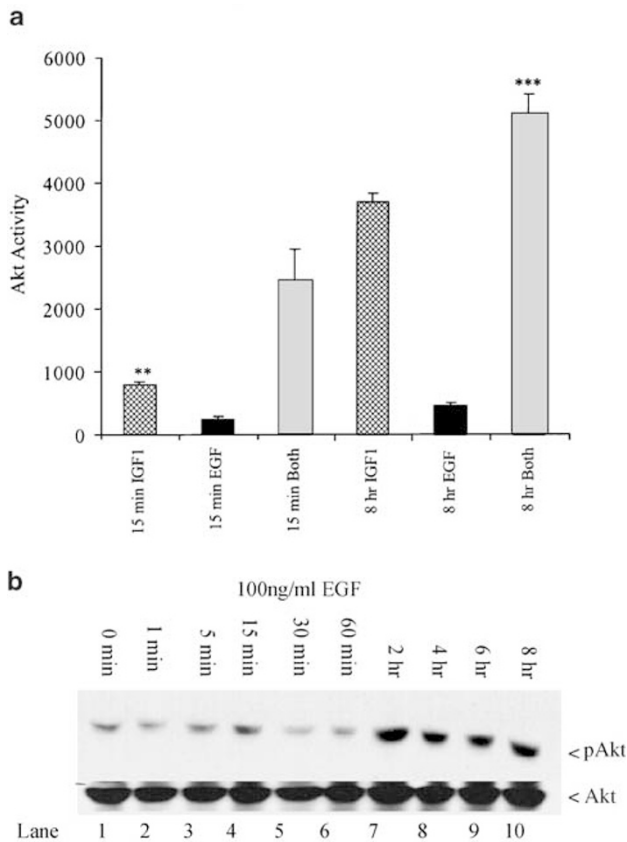 a
6000
5000
4000
3000
2000
1000
0
Akt Activity
**
***
15 min IGF1
15 min EGF
15 min Both
8 hr IGF1
8 hr EGF
8 hr Both
b
100ng/ml EGF
0 min
1 min
5 min
15 min
30 min
60 min
2 hr
4 hr
6 hr
8 hr
< pAkt
< Akt
Lane 1 2 3 4 5 6 7 8 9 10